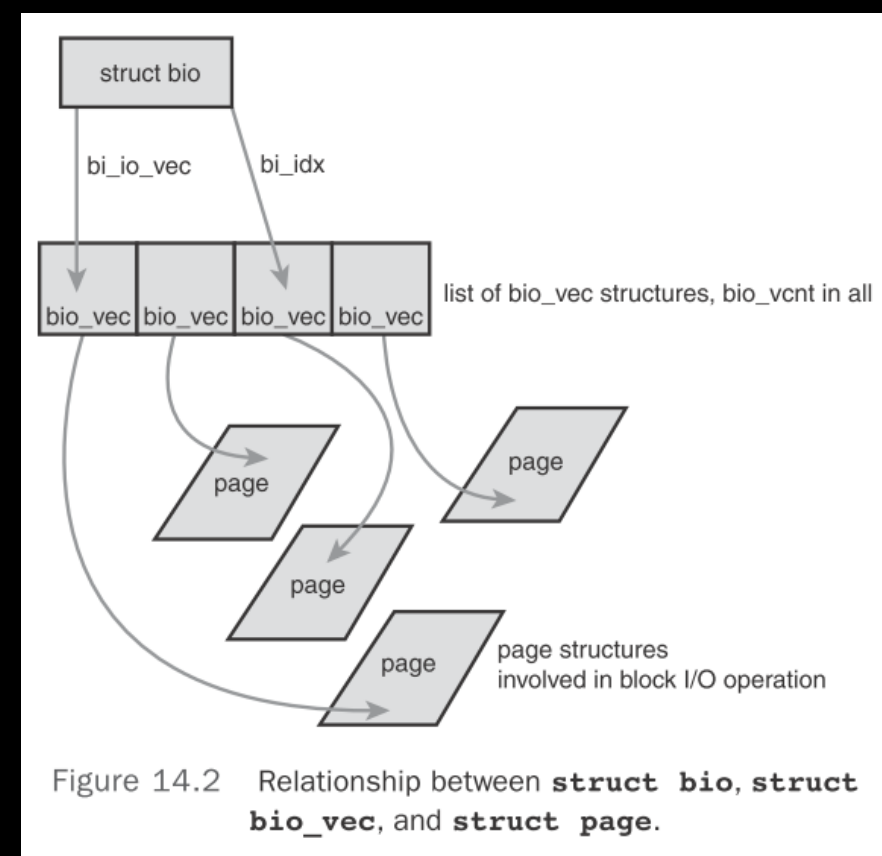 struct bio
bi_io_vec
bi_idx
bio_vec bio_vec bio_vec bio_vec
list of bio_vec structures, bio_vcnt in all
page
page
page
page
page structures
involved in block I/O operation
Figure 14.2 Relationship between struct bio, struct
bio_vec, and struct page.